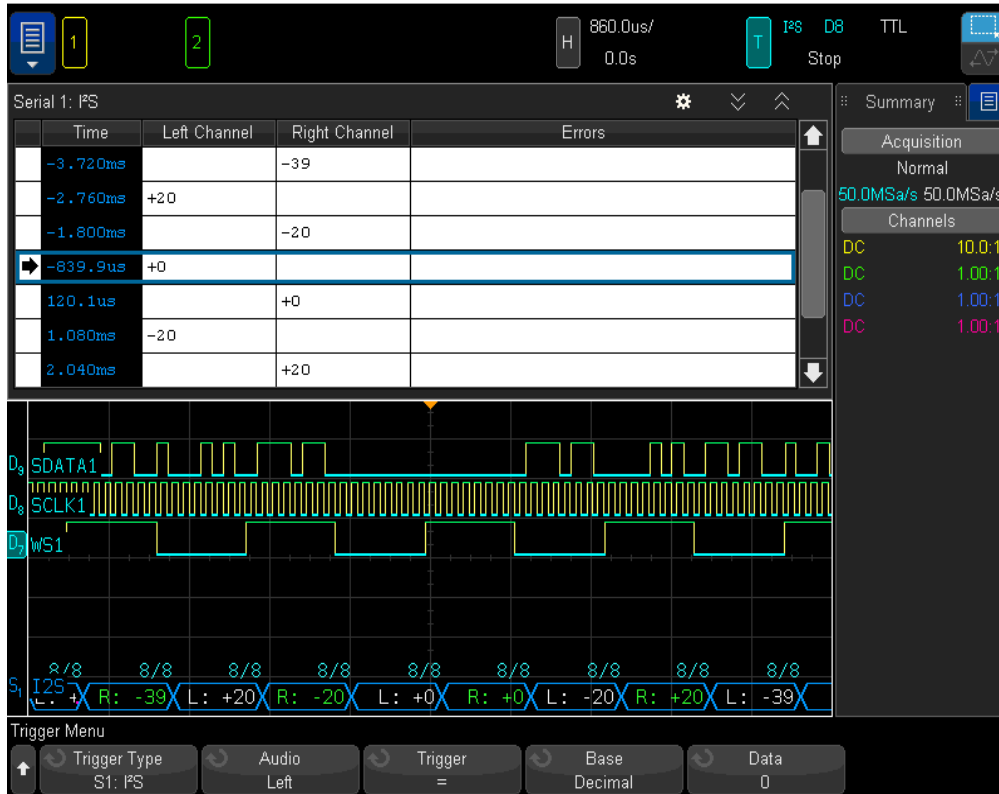 1 2 H 860.0us/ 0.0s T I²S D8 TTL Stop
Serial 1: I²S
Summary
Time Left Channel Right Channel Errors
-3.720ms -39
-2.760ms +20
-1.800ms -20
-839.9us +0
120.1us +0
1.080ms -20
2.040ms +20
Acquisition
Normal
50.0MSa/s 50.0MSa/s
Channels
DC 10.0:1
DC 1.00:1
DC 1.00:1
DC 1.00:1
D9 SDATA1
D8 SCLK1
D7 WS1
8/8 8/8 8/8 8/8 8/8 8/8 8/8 8/8 8/8
S1 I2S L: + R: -39 L: +20 R: -20 L: +0 R: +0 L: -20 R: +20 L: -39
Trigger Menu
Trigger Type Audio Trigger Base Data
S1: I²S Left = Decimal 0